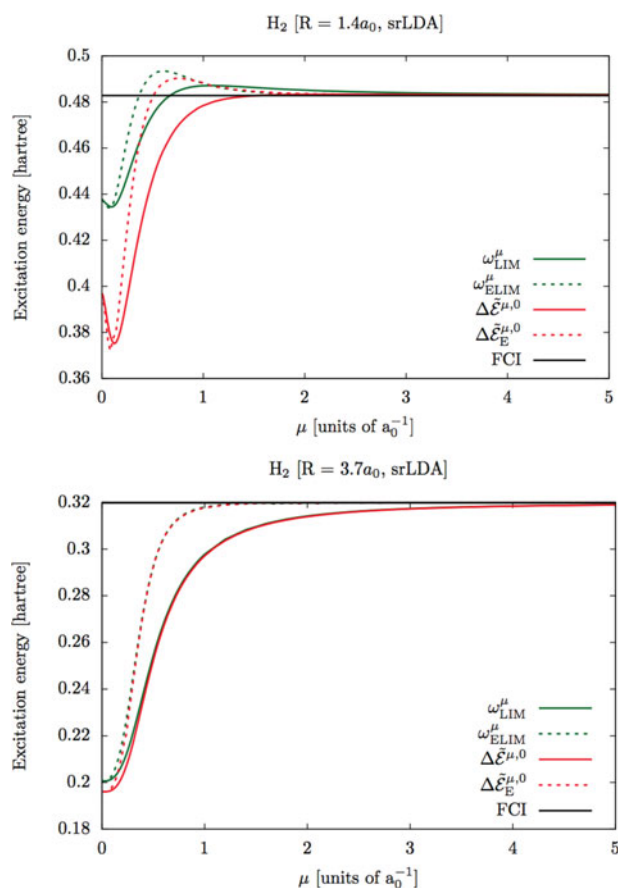 H₂ [R = 1.4a₀, srLDA]
Excitation energy [hartree]
0.5
0.48
0.46
0.44
0.42
0.4
0.38
0.36
ω^μ_LIM
ω^μ_ELIM
Δℰ̃^μ,0
Δℰ̃^μ,0_E
FCI
0 1 2 3 4 5
μ [units of a₀⁻¹]
H₂ [R = 3.7a₀, srLDA]
Excitation energy [hartree]
0.32
0.3
0.28
0.26
0.24
0.22
0.2
0.18
ω^μ_LIM
ω^μ_ELIM
Δℰ̃^μ,0
Δℰ̃^μ,0_E
FCI
0 1 2 3 4 5
μ [units of a₀⁻¹]